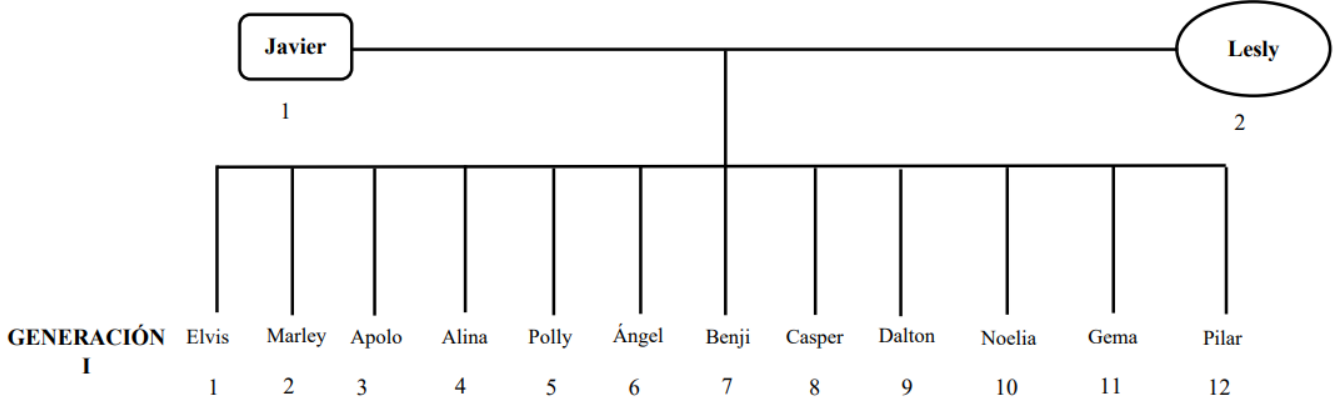 Javier
Lesly
1
2
GENERACIÓN
I
Elvis Marley Apolo Alina Polly Ángel Benji Casper Dalton Noelia Gema Pilar
1 2 3 4 5 6 7 8 9 10 11 12